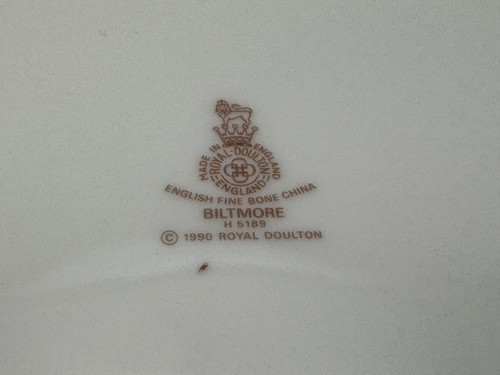 MADE IN ENGLAND
ROYAL-DOULTON
ENGLAND
ENGLISH FINE BONE CHINA
BILTMORE
H 5189
© 1990 ROYAL DOULTON